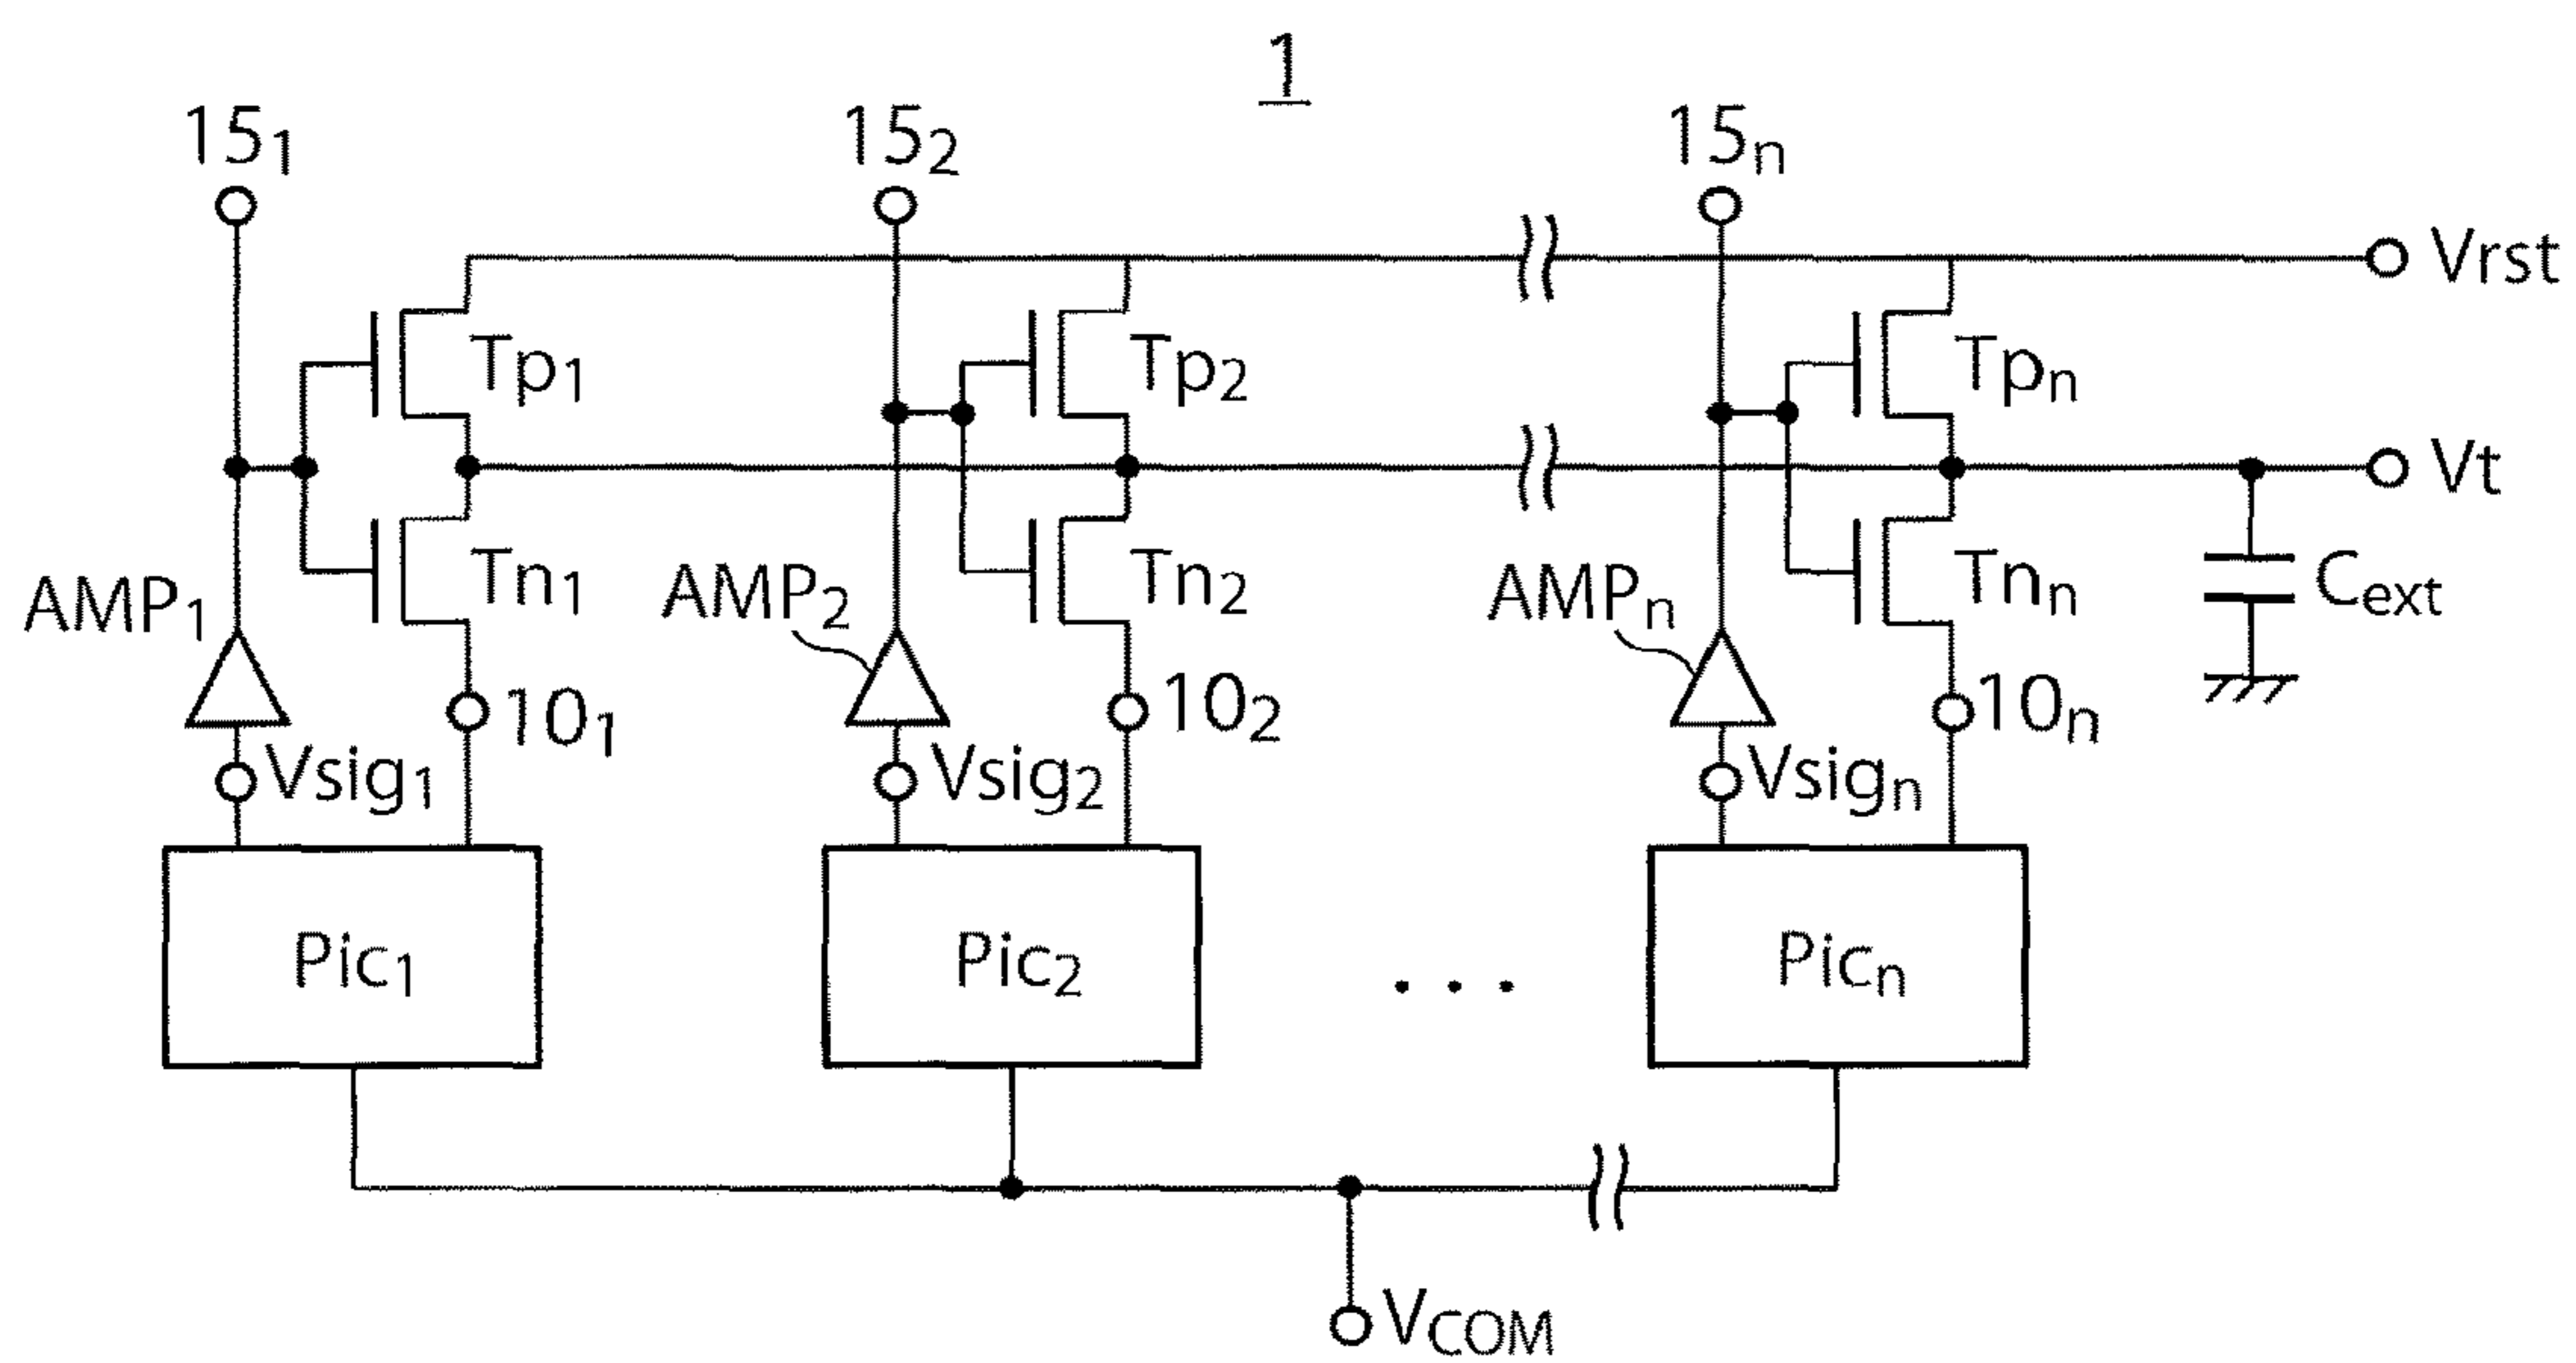 1
15₁ 15₂ 15ₙ
Vrst
Tp₁ Tp₂ Tpₙ
Vt
AMP₁ Tn₁ AMP₂ Tn₂ AMPₙ Tnₙ Cext
10₁ 10₂ 10ₙ
Vsig₁ Vsig₂ Vsigₙ
Pic₁ Pic₂ . . . Picₙ
VCOM